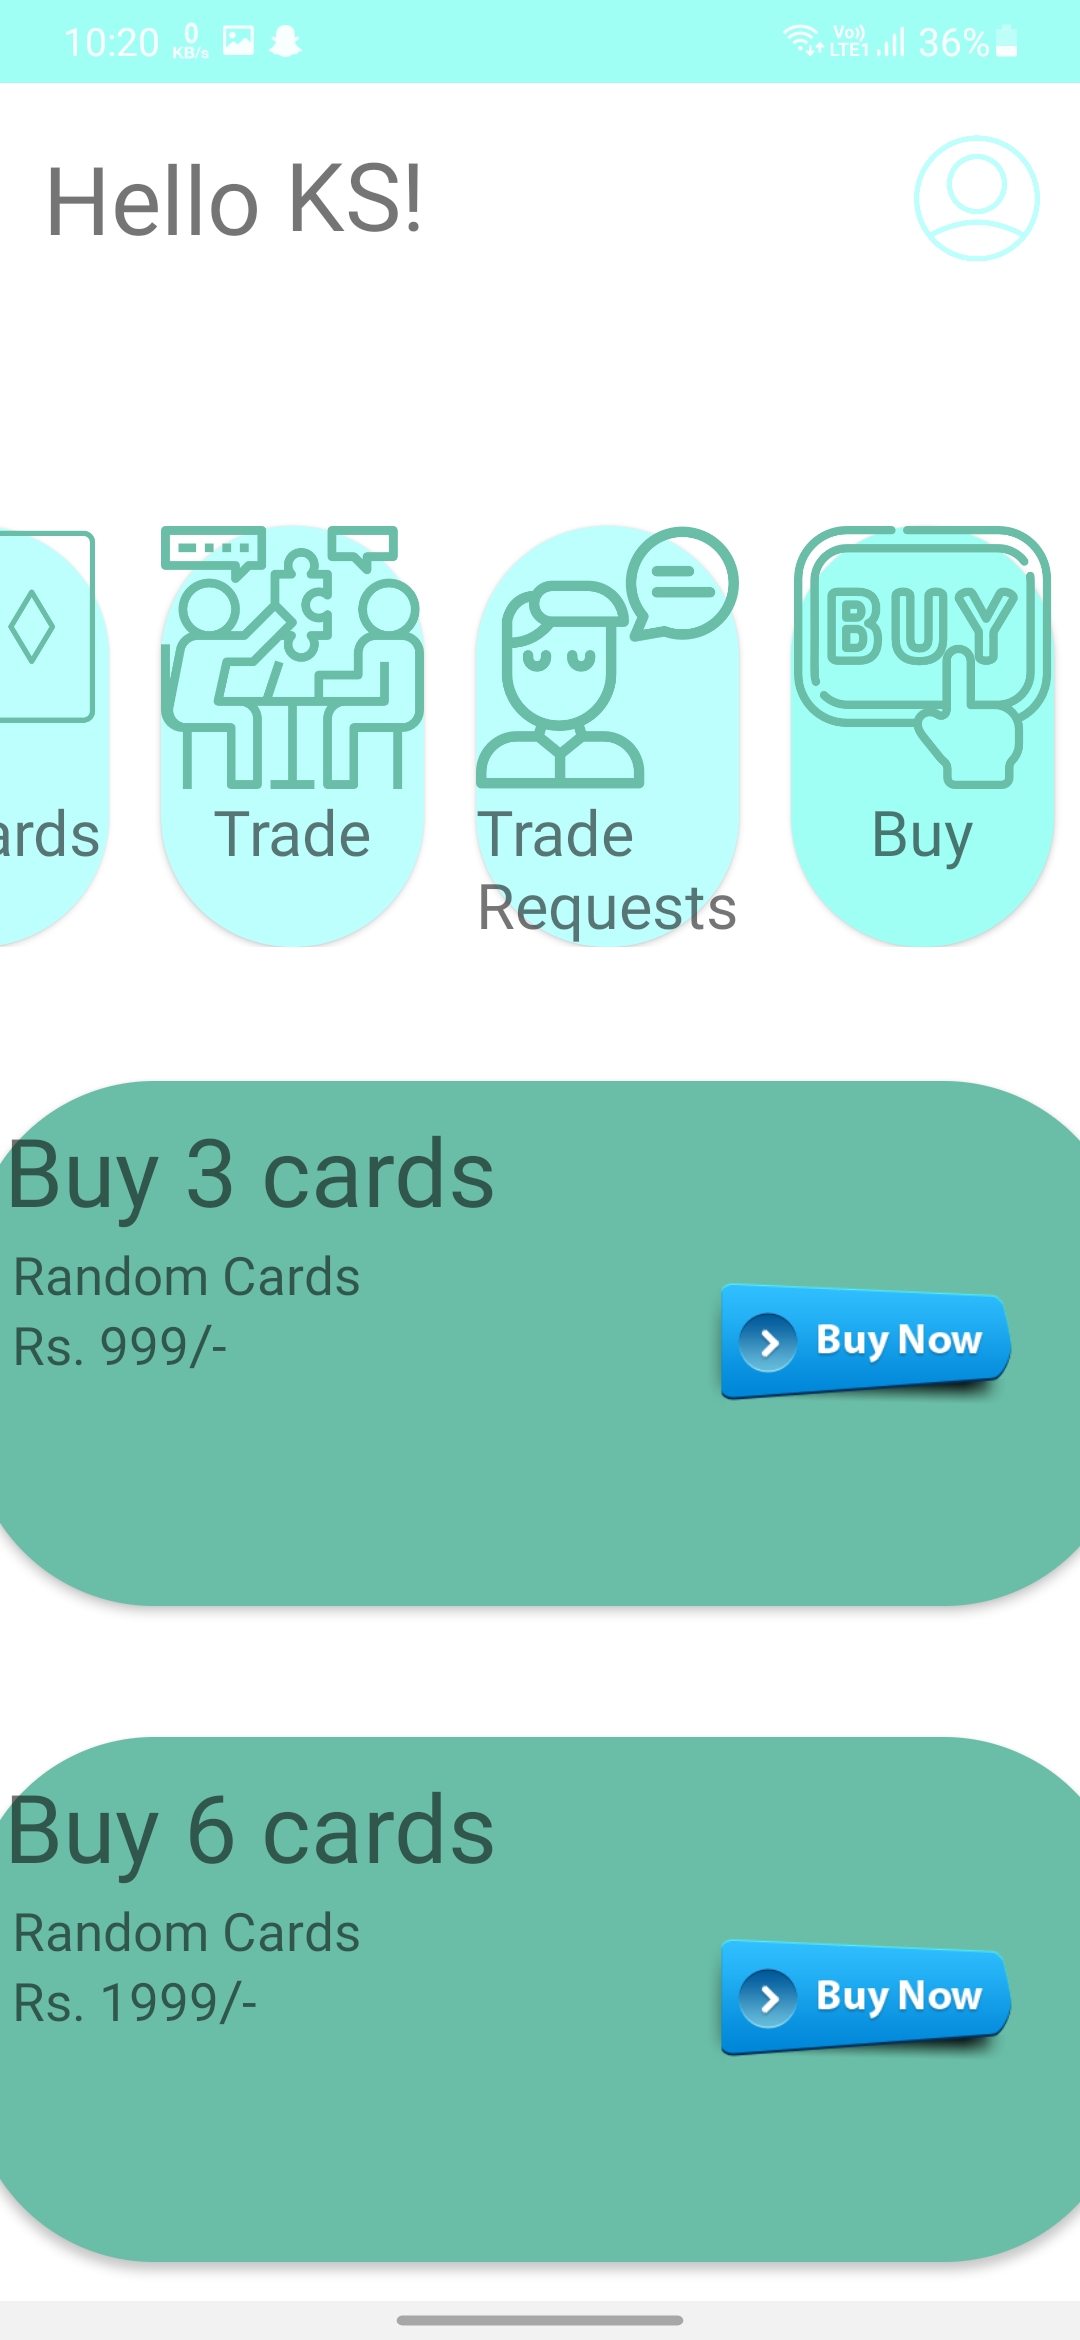 10:20 0 KB/s Vo)) LTE1 36%
Hello KS!
BUY
ards Trade Trade Requests Buy
Buy 3 cards
Random Cards
Rs. 999/-
Buy Now
Buy 6 cards
Random Cards
Rs. 1999/-
Buy Now